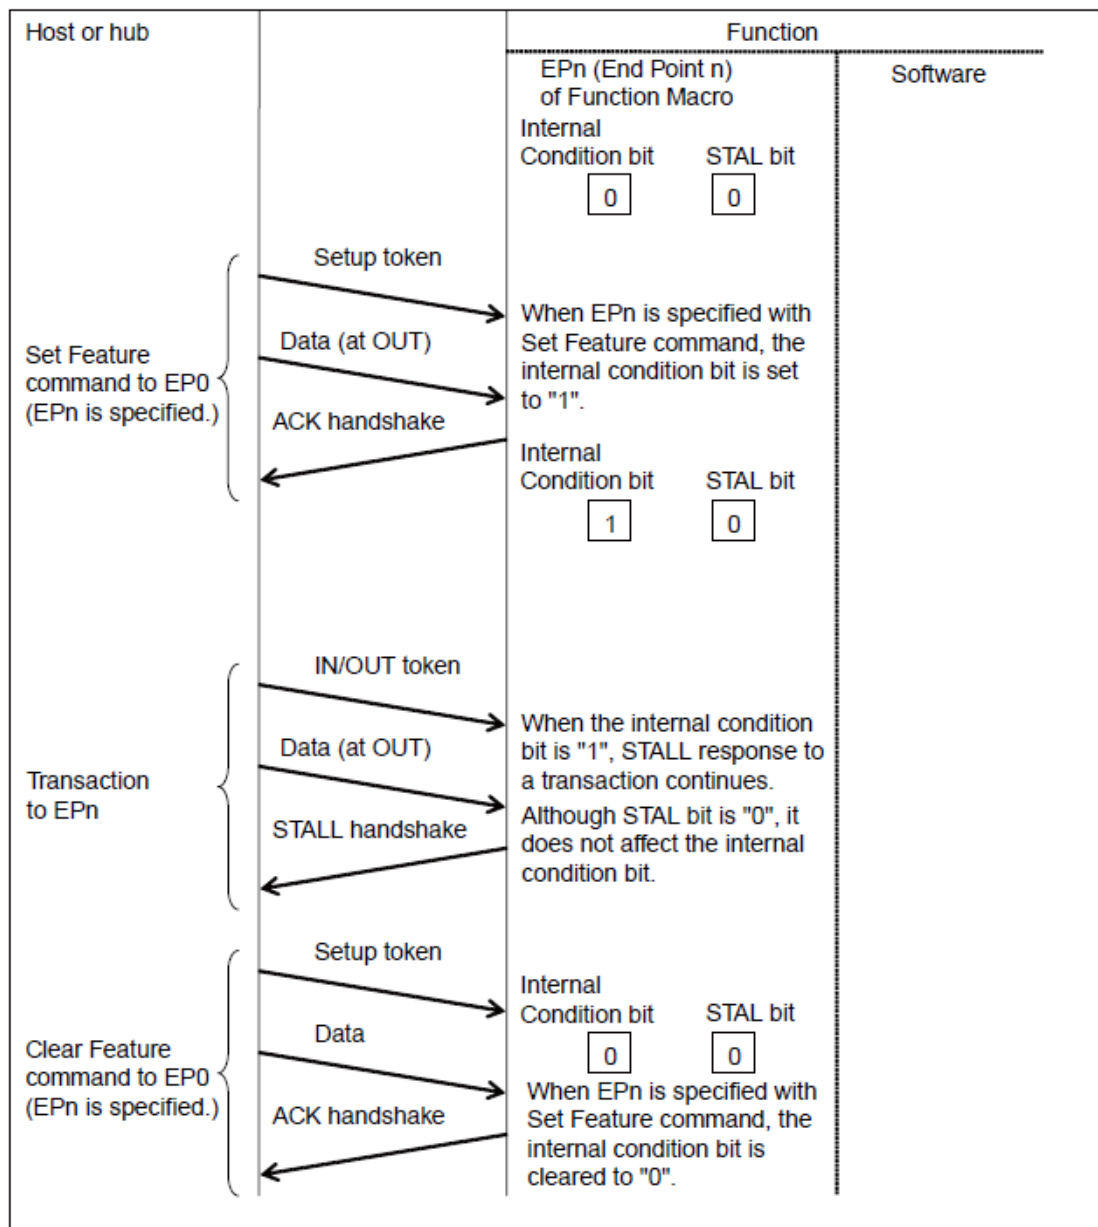 Host or hub
Function
EPn (End Point n)
of Function Macro
Software
Internal
Condition bit STAL bit
0 0
Setup token
Data (at OUT)
ACK handshake
Set Feature
command to EP0
(EPn is specified.)
When EPn is specified with
Set Feature command, the
internal condition bit is set
to "1".
Internal
Condition bit STAL bit
1 0
IN/OUT token
Data (at OUT)
STALL handshake
Transaction
to EPn
When the internal condition
bit is "1", STALL response to
a transaction continues.
Although STAL bit is "0", it
does not affect the internal
condition bit.
Setup token
Data
ACK handshake
Clear Feature
command to EP0
(EPn is specified.)
Internal
Condition bit STAL bit
0 0
When EPn is specified with
Set Feature command, the
internal condition bit is
cleared to "0".